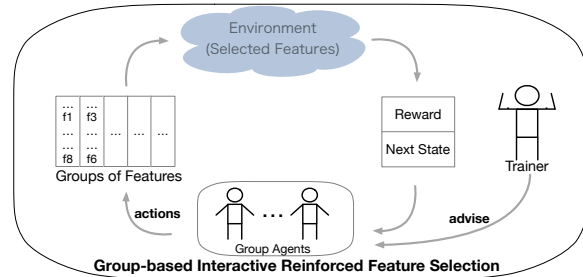 Environment
(Selected Features)
... ...
f1 f3
... ... ... ... ...
f8 f6
Groups of Features
Reward
Next State
Trainer
actions
...
advise
Group Agents
Group-based Interactive Reinforced Feature Selection